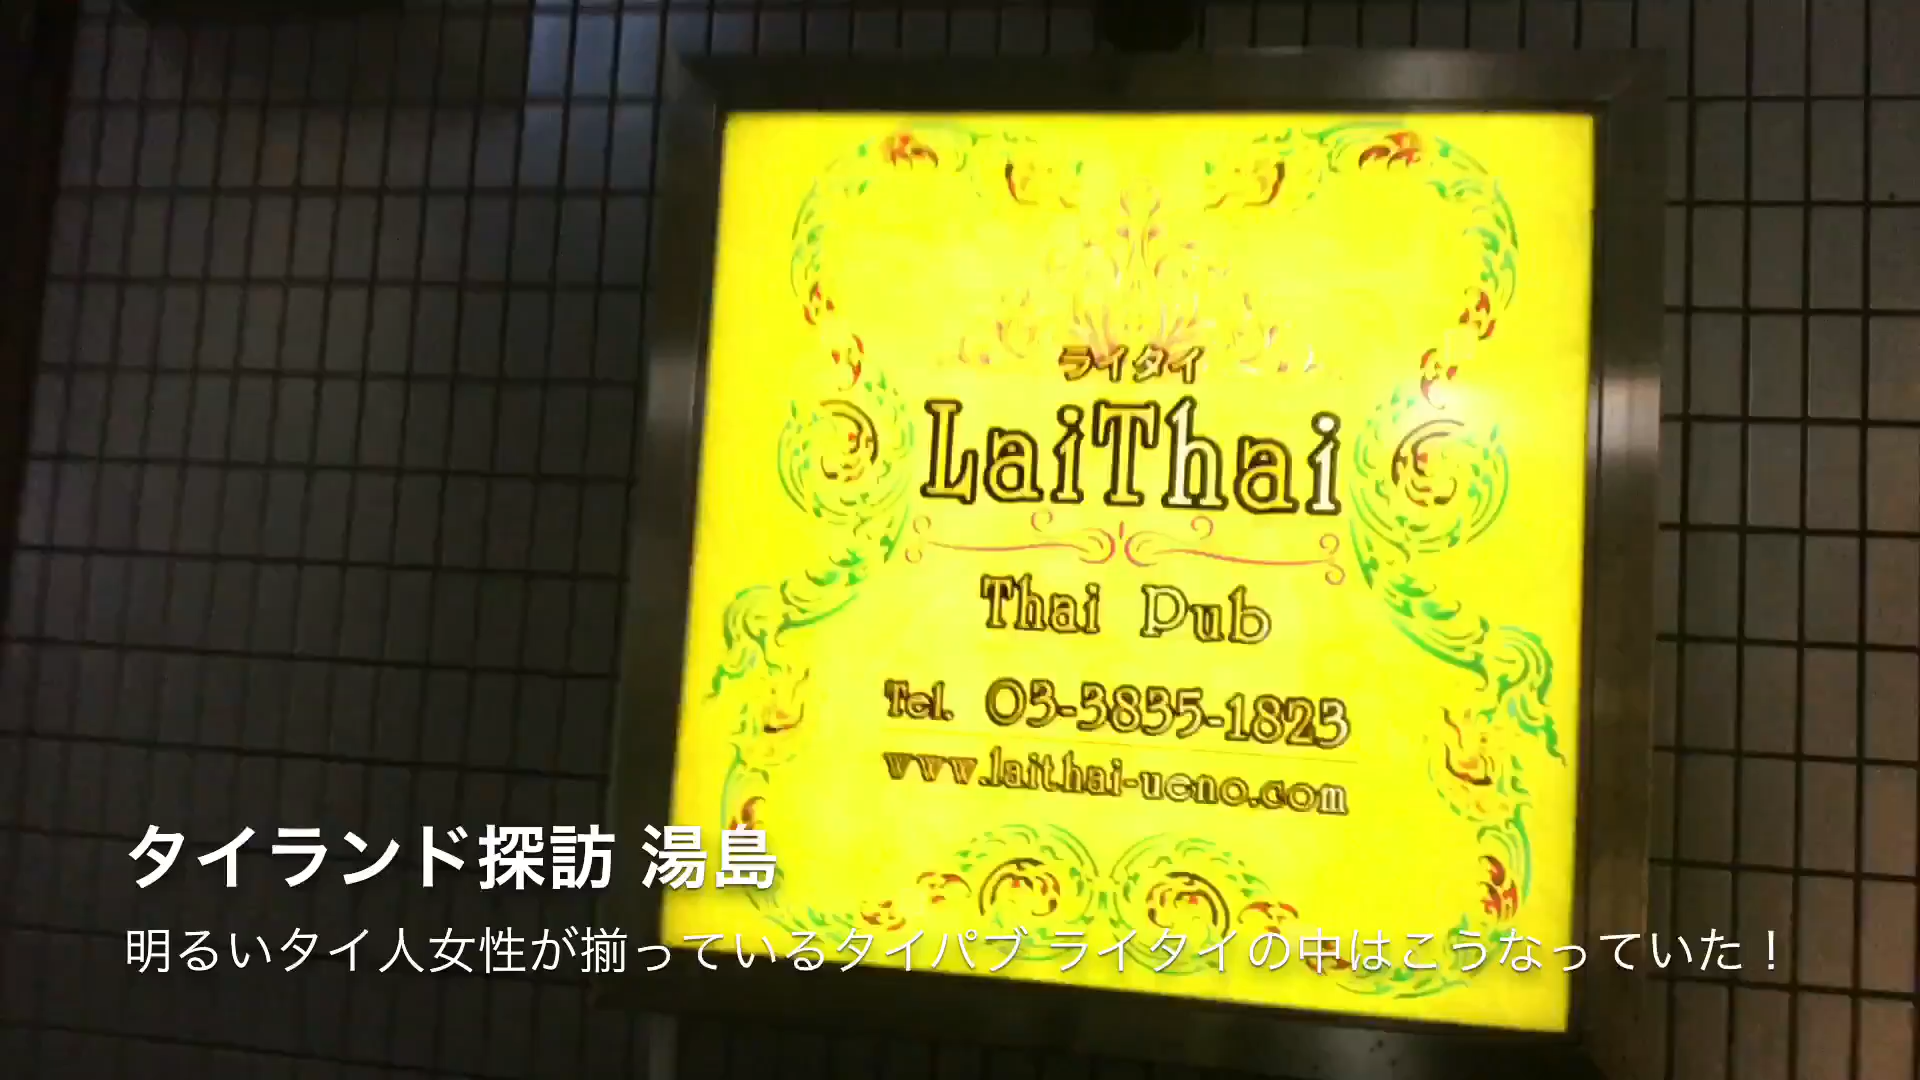 ライタイ
LaiThai
Thai Pub
Tel. 03-3835-1823
www.laithai-ueno.com
タイランド探訪 湯島
明るいタイ人女性が揃っているタイパブ ライタイの中はこうなっていた！